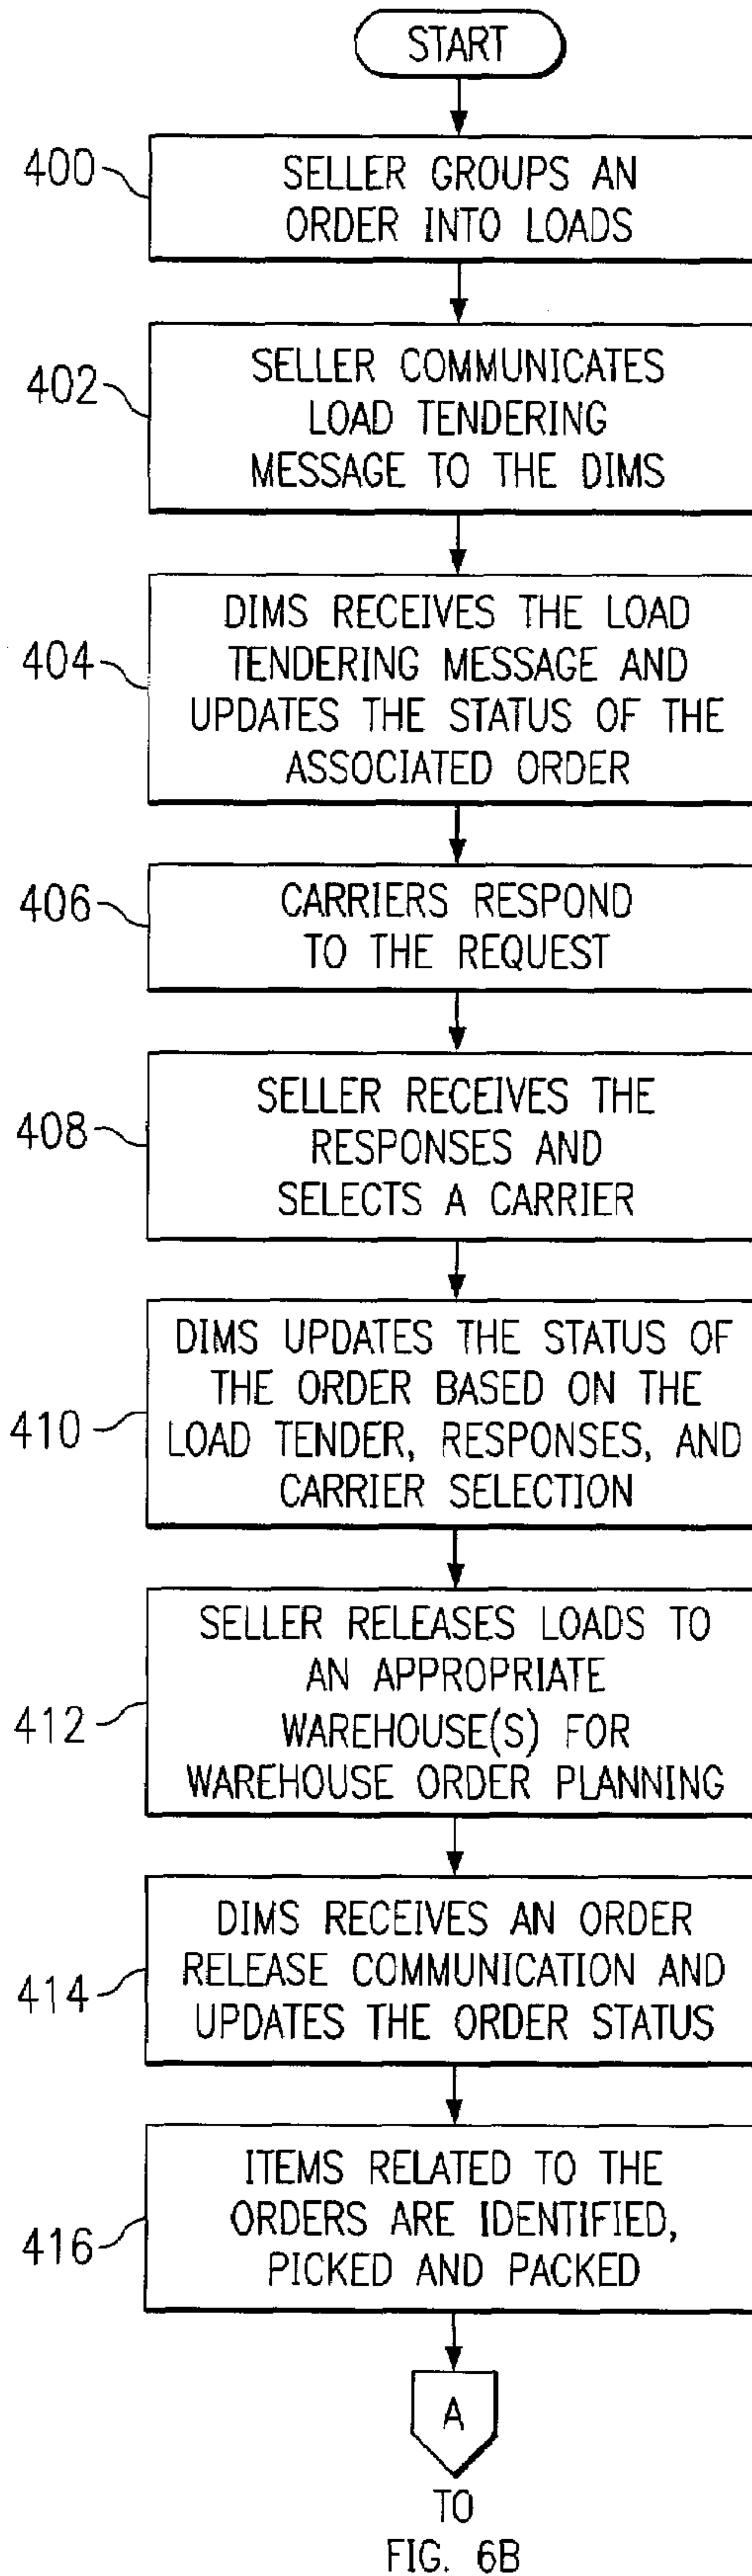 START
400
SELLER GROUPS AN
ORDER INTO LOADS
402
SELLER COMMUNICATES
LOAD TENDERING
MESSAGE TO THE DIMS
404
DIMS RECEIVES THE LOAD
TENDERING MESSAGE AND
UPDATES THE STATUS OF THE
ASSOCIATED ORDER
406
CARRIERS RESPOND
TO THE REQUEST
408
SELLER RECEIVES THE
RESPONSES AND
SELECTS A CARRIER
410
DIMS UPDATES THE STATUS OF
THE ORDER BASED ON THE
LOAD TENDER, RESPONSES, AND
CARRIER SELECTION
412
SELLER RELEASES LOADS TO
AN APPROPRIATE
WAREHOUSE(S) FOR
WAREHOUSE ORDER PLANNING
414
DIMS RECEIVES AN ORDER
RELEASE COMMUNICATION AND
UPDATES THE ORDER STATUS
416
ITEMS RELATED TO THE
ORDERS ARE IDENTIFIED,
PICKED AND PACKED
A
TO
FIG. 6B